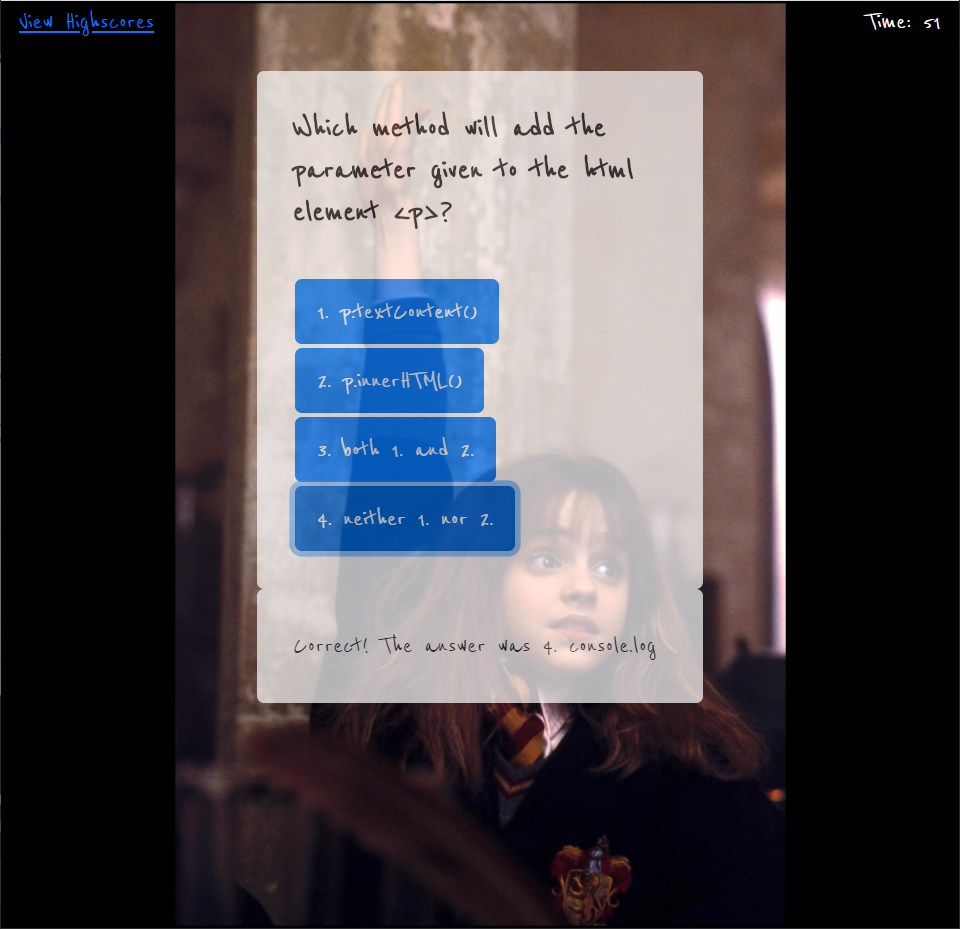 View Highscores
Time: 51
Which method will add the
parameter given to the html
element <p>?
1. p.textContent()
2. p.innerHTML()
3. both 1. and 2.
4. neither 1. nor 2.
Correct! The answer was 4. console.log